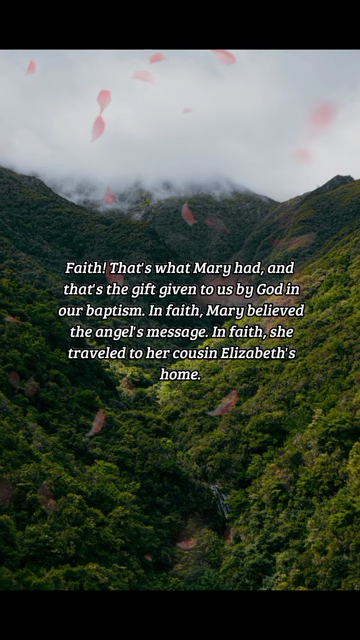 Faith! That's what Mary had, and
that's the gift given to us by God in
our baptism. In faith, Mary believed
the angel's message. In faith, she
traveled to her cousin Elizabeth's
home.